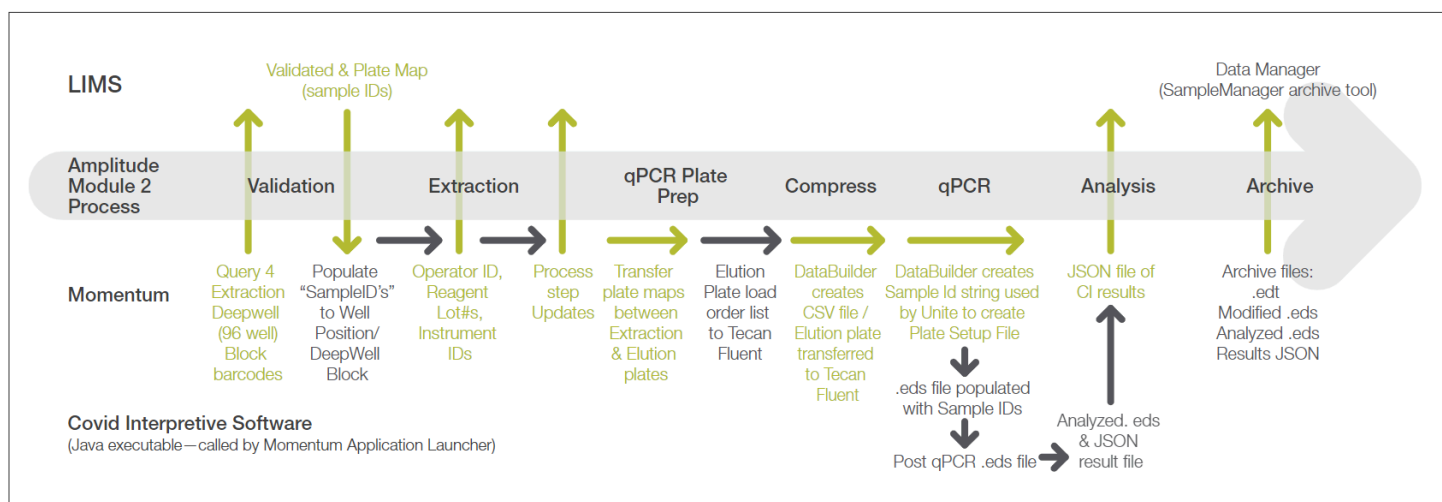 LIMS
Validated & Plate Map
(sample IDs)
Data Manager
(SampleManager archive tool)
Amplitude
Module 2
Process
Validation
Extraction
qPCR Plate
Prep
Compress
qPCR
Analysis
Archive
Momentum
Query 4
Extraction
Deepwell
(96 well)
Block
barcodes
Populate
“SampleID’s”
to Well
Position/
DeepWell
Block
Operator ID,
Reagent
Lot#s,
Instrument
IDs
Process
step
Updates
Transfer
plate maps
between
Extraction
& Elution
plates
Elution
Plate load
order list
to Tecan
Fluent
DataBuilder
creates
CSV file /
Elution plate
transferred
to Tecan
Fluent
DataBuilder creates
Sample Id string used
by Unite to create
Plate Setup File
.eds file populated
with Sample IDs
Post qPCR .eds file
JSON file of
CI results
Analyzed. eds
& JSON
result file
Archive files:
.edt
Modified .eds
Analyzed .eds
Results JSON
Covid Interpretive Software
(Java executable—called by Momentum Application Launcher)